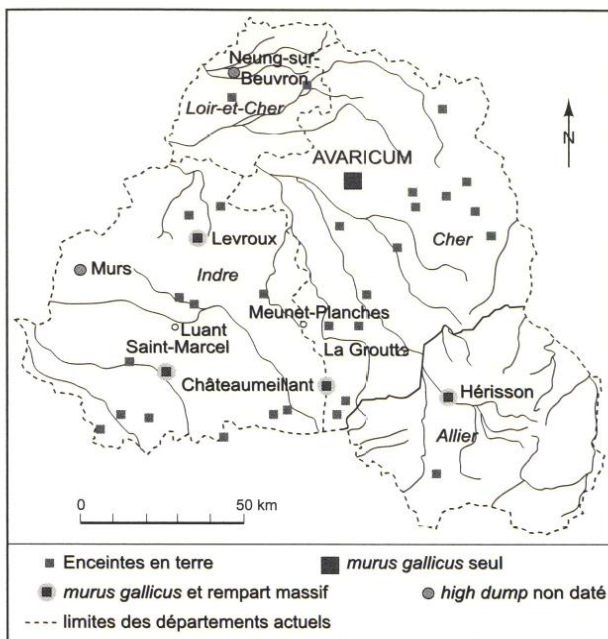 Neung-sur-
Beuvron
Loir-et-Cher
N
AVARICUM
Cher
Levroux
Murs
Indre
Meunet-Planches
Luant
Saint-Marcel
La Groutte
Châteaumeillant
Hérisson
Allier
0 50 km
Enceintes en terre
murus gallicus seul
murus gallicus et rempart massif
high dump non daté
limites des départements actuels